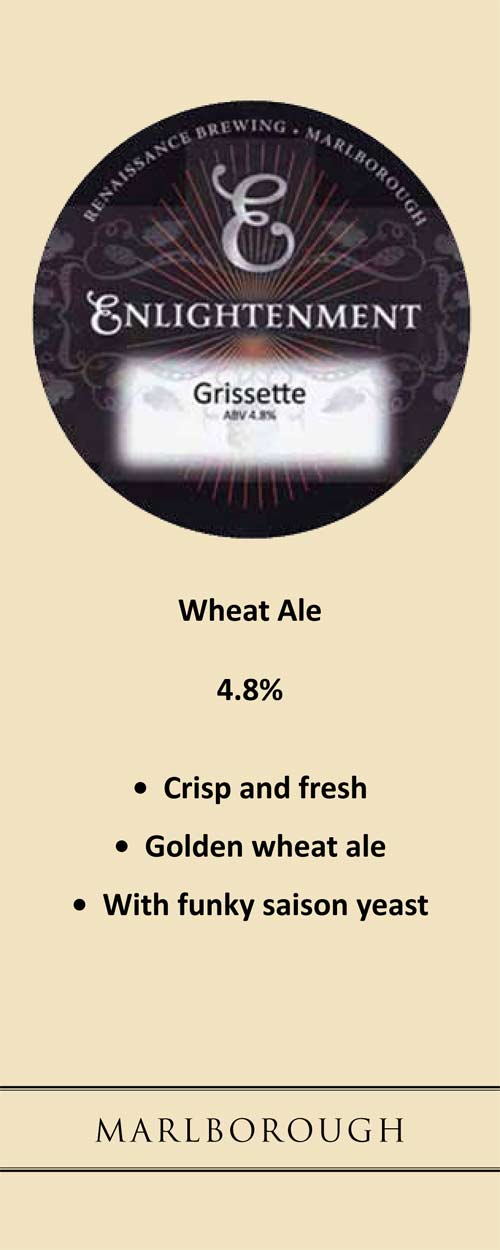 RENAISSANCE BREWING • MARLBOROUGH
E
ENLIGHTENMENT
Grissette
ABV 4.8%
Wheat Ale
4.8%
• Crisp and fresh
• Golden wheat ale
• With funky saison yeast
MARLBOROUGH